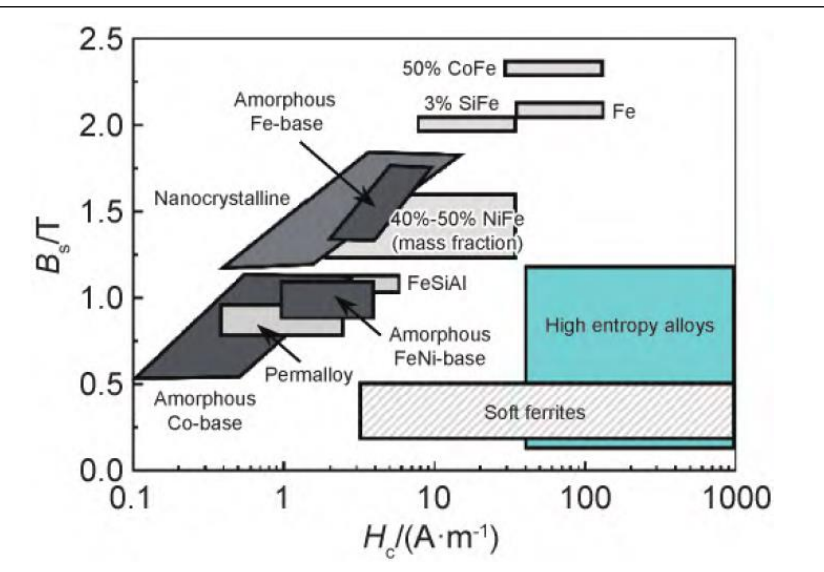 2.5
50% CoFe
Amorphous
Fe-base
3% SiFe
Fe
2.0
Nanocrystalline
1.5
40%-50% NiFe
(mass fraction)
B_s/T
FeSiAl
1.0
High entropy alloys
Amorphous
FeNi-base
Permalloy
0.5
Amorphous
Co-base
Soft ferrites
0.0
0.1
1
10
100
1000
H_c/(A·m⁻¹)